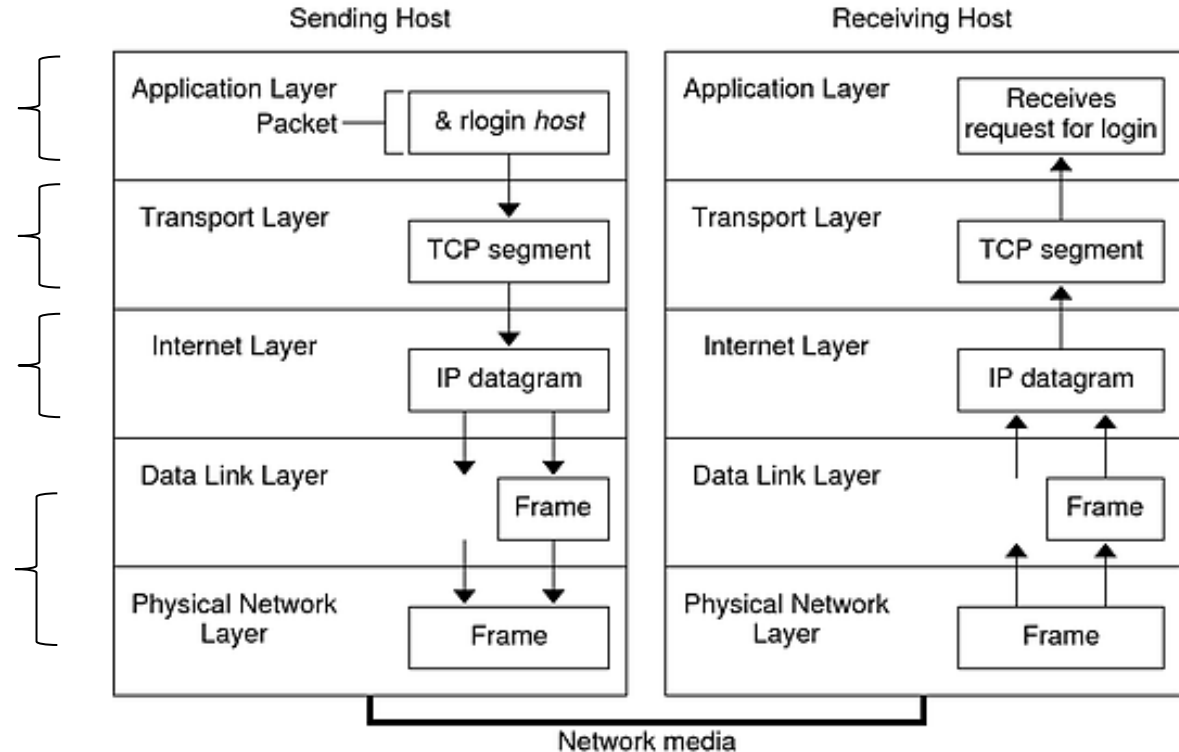 Sending Host
Receiving Host
Application Layer
Packet
& rlogin host
Application Layer
Receives
request for login
Transport Layer
TCP segment
Transport Layer
TCP segment
Internet Layer
IP datagram
Internet Layer
IP datagram
Data Link Layer
Frame
Data Link Layer
Frame
Physical Network
Layer
Frame
Physical Network
Layer
Frame
Network media